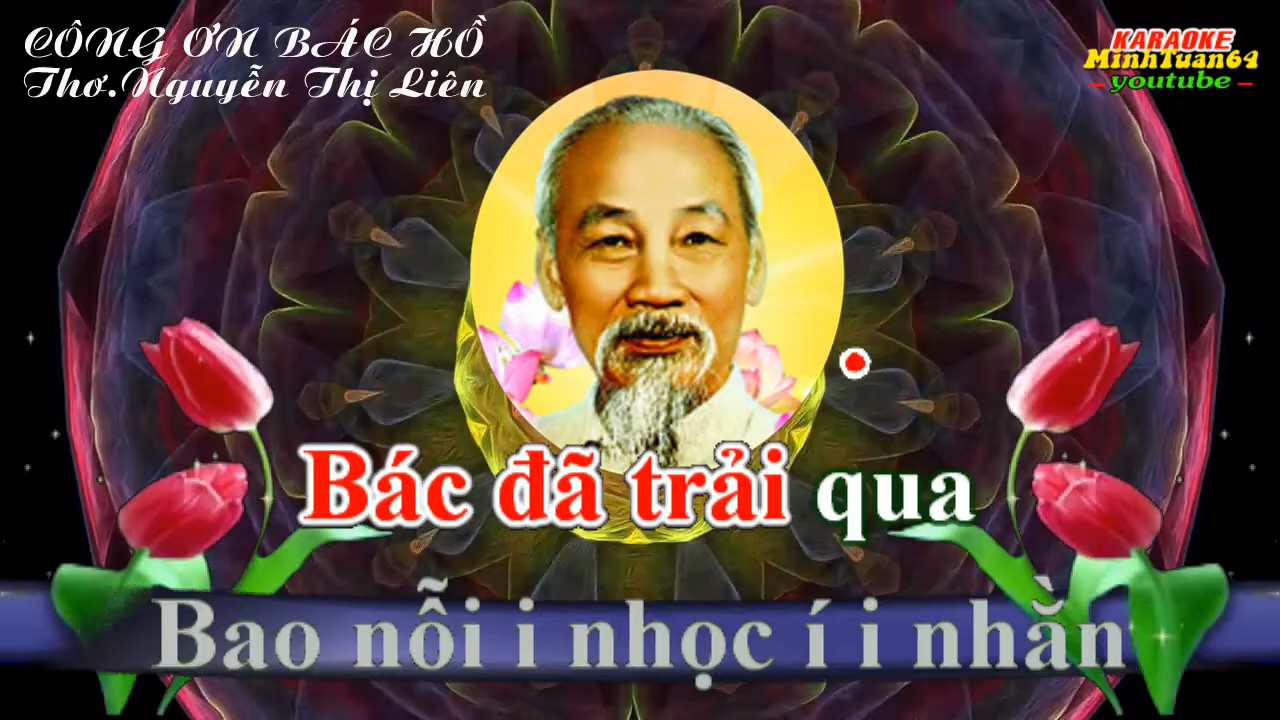 CÔNG ƠN BÁC HỒ
Thơ.Nguyễn Thị Liên
KARAOKE
MinhTuan64
– youtube –
Bác đã trải qua
Bao nỗi i nhọc í i nhằn